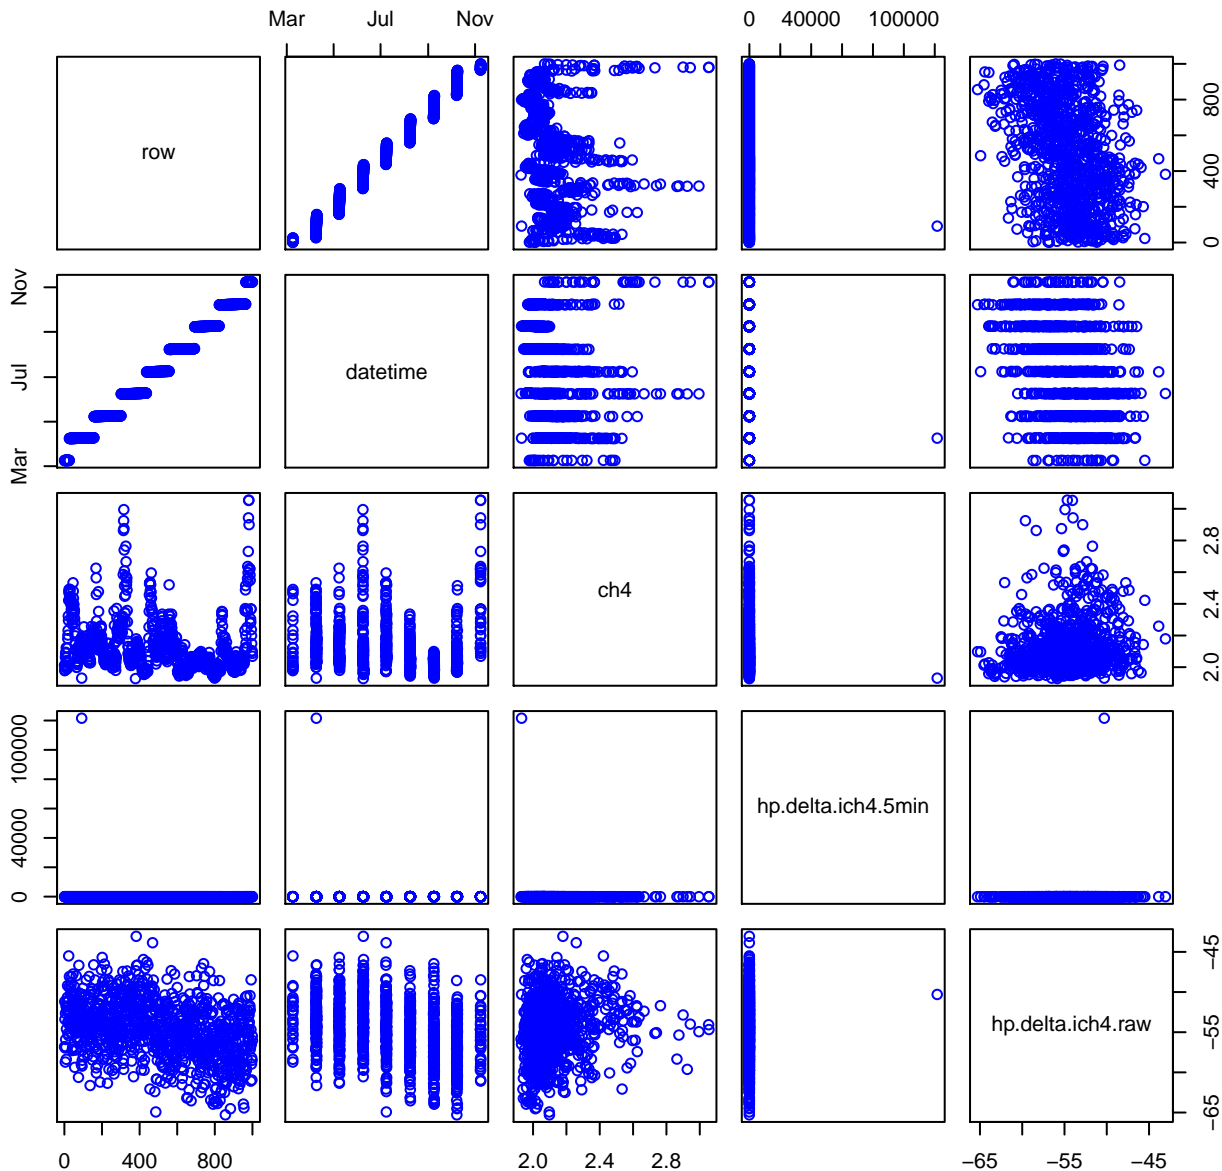 Mar Jul Nov 0 40000 100000
row
0 400 800
Mar Jul Nov
datetime
ch4
2.0 2.4 2.8
0 40000 100000
hp.delta.ich4.5min
hp.delta.ich4.raw
−65 −55 −45
0 400 800 2.0 2.4 2.8 −65 −55 −45